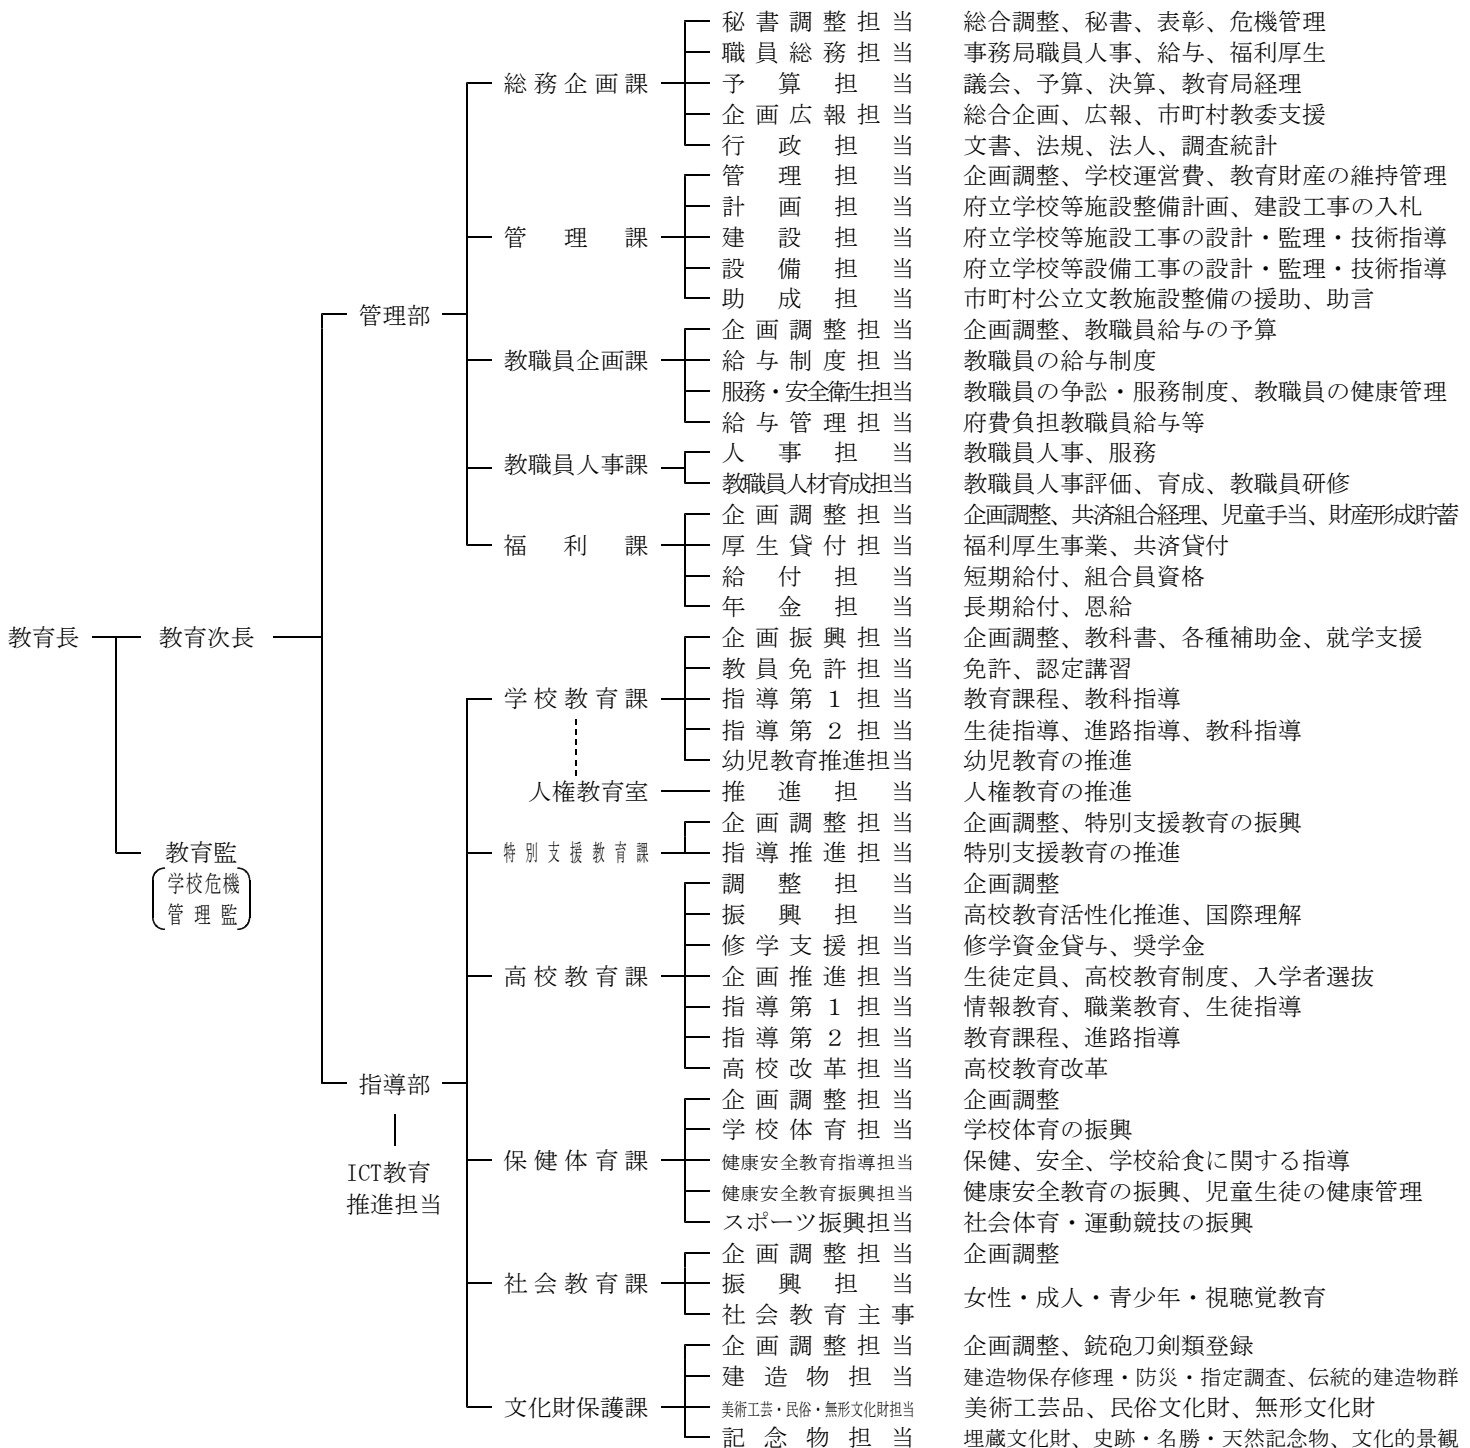 秘書調整担当 総合調整、秘書、表彰、危機管理
職員総務担当 事務局職員人事、給与、福利厚生
総務企画課 予算担当 議会、予算、決算、教育局経理
企画広報担当 総合企画、広報、市町村教委支援
行政担当 文書、法規、法人、調査統計
管理担当 企画調整、学校運営費、教育財産の維持管理
計画担当 府立学校等施設整備計画、建設工事の入札
管理課 建設担当 府立学校等施設工事の設計・監理・技術指導
設備担当 府立学校等設備工事の設計・監理・技術指導
助成担当 市町村公立文教施設整備の援助、助言
管理部
企画調整担当 企画調整、教職員給与の予算
教職員企画課 給与制度担当 教職員の給与制度
服務・安全衛生担当 教職員の争訟・服務制度、教職員の健康管理
給与管理担当 府費負担教職員給与等
人事担当 教職員人事、服務
教職員人事課
教職員人材育成担当 教職員人事評価、育成、教職員研修
企画調整担当 企画調整、共済組合経理、児童手当、財産形成貯蓄
福利課 厚生貸付担当 福利厚生事業、共済貸付
給付担当 短期給付、組合員資格
年金担当 長期給付、恩給
教育長 教育次長 企画振興担当 企画調整、教科書、各種補助金、就学支援
教員免許担当 免許、認定講習
学校教育課 指導第1担当 教育課程、教科指導
指導第2担当 生徒指導、進路指導、教科指導
幼児教育推進担当 幼児教育の推進
人権教育室 推進担当 人権教育の推進
企画調整担当 企画調整、特別支援教育の振興
教育監 特別支援教育課 指導推進担当 特別支援教育の推進
学校危機 調整担当 企画調整
管理監 振興担当 高校教育活性化推進、国際理解
修学支援担当 修学資金貸与、奨学金
高校教育課 企画推進担当 生徒定員、高校教育制度、入学者選抜
指導第1担当 情報教育、職業教育、生徒指導
指導第2担当 教育課程、進路指導
高校改革担当 高校教育改革
指導部
企画調整担当 企画調整
学校体育担当 学校体育の振興
保健体育課 健康安全教育指導担当 保健、安全、学校給食に関する指導
ICT教育
健康安全教育振興担当 健康安全教育の振興、児童生徒の健康管理
推進担当
スポーツ振興担当 社会体育・運動競技の振興
企画調整担当 企画調整
社会教育課 振興担当
女性・成人・青少年・視聴覚教育
社会教育主事
企画調整担当 企画調整、銃砲刀剣類登録
建造物担当 建造物保存修理・防災・指定調査、伝統的建造物群
文化財保護課 美術工芸・民俗・無形文化財担当 美術工芸品、民俗文化財、無形文化財
記念物担当 埋蔵文化財、史跡・名勝・天然記念物、文化的景観